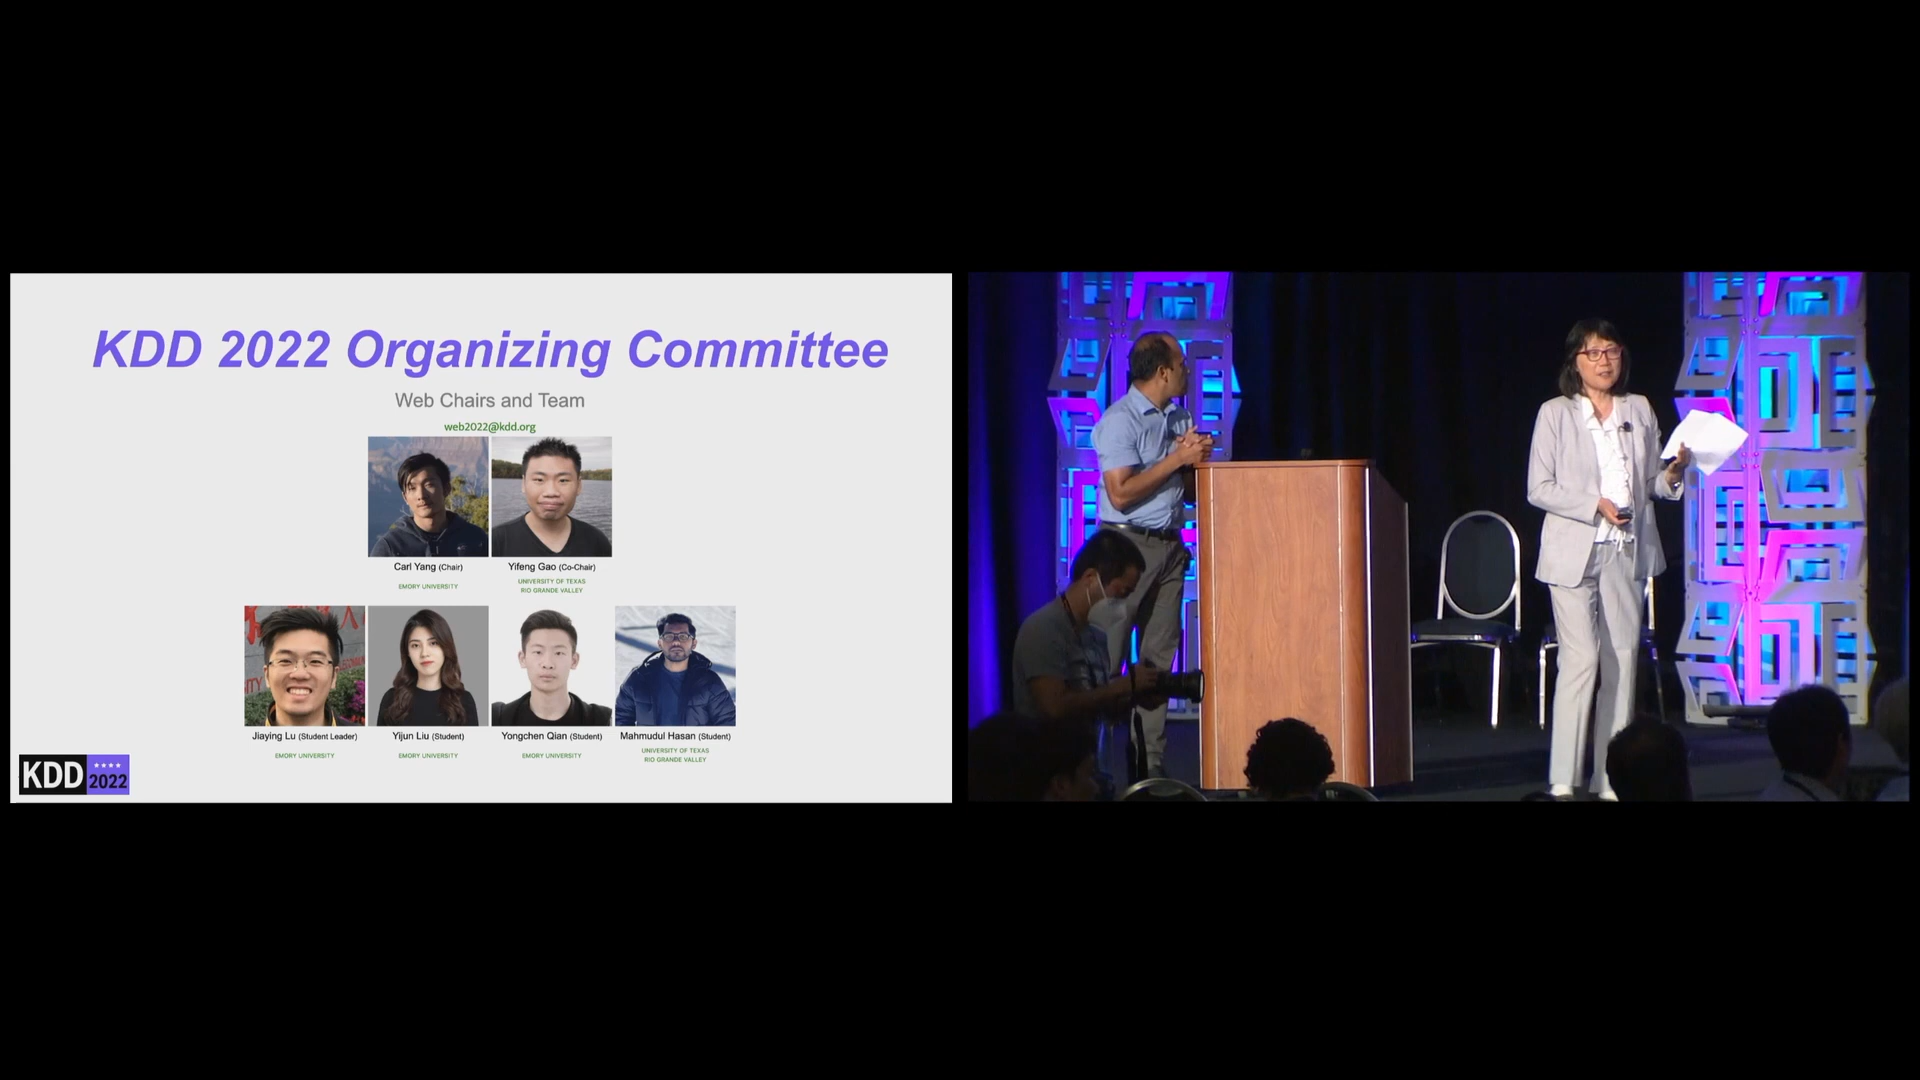 KDD 2022 Organizing Committee
Web Chairs and Team
web2022@kdd.org
Carl Yang (Chair)
EMORY UNIVERSITY
Yifeng Gao (Co-Chair)
UNIVERSITY OF TEXAS
RIO GRANDE VALLEY
Jiaying Lu (Student Leader)
EMORY UNIVERSITY
Yijun Liu (Student)
EMORY UNIVERSITY
Yongchen Qian (Student)
EMORY UNIVERSITY
Mahmudul Hasan (Student)
UNIVERSITY OF TEXAS
RIO GRANDE VALLEY
KDD 2022